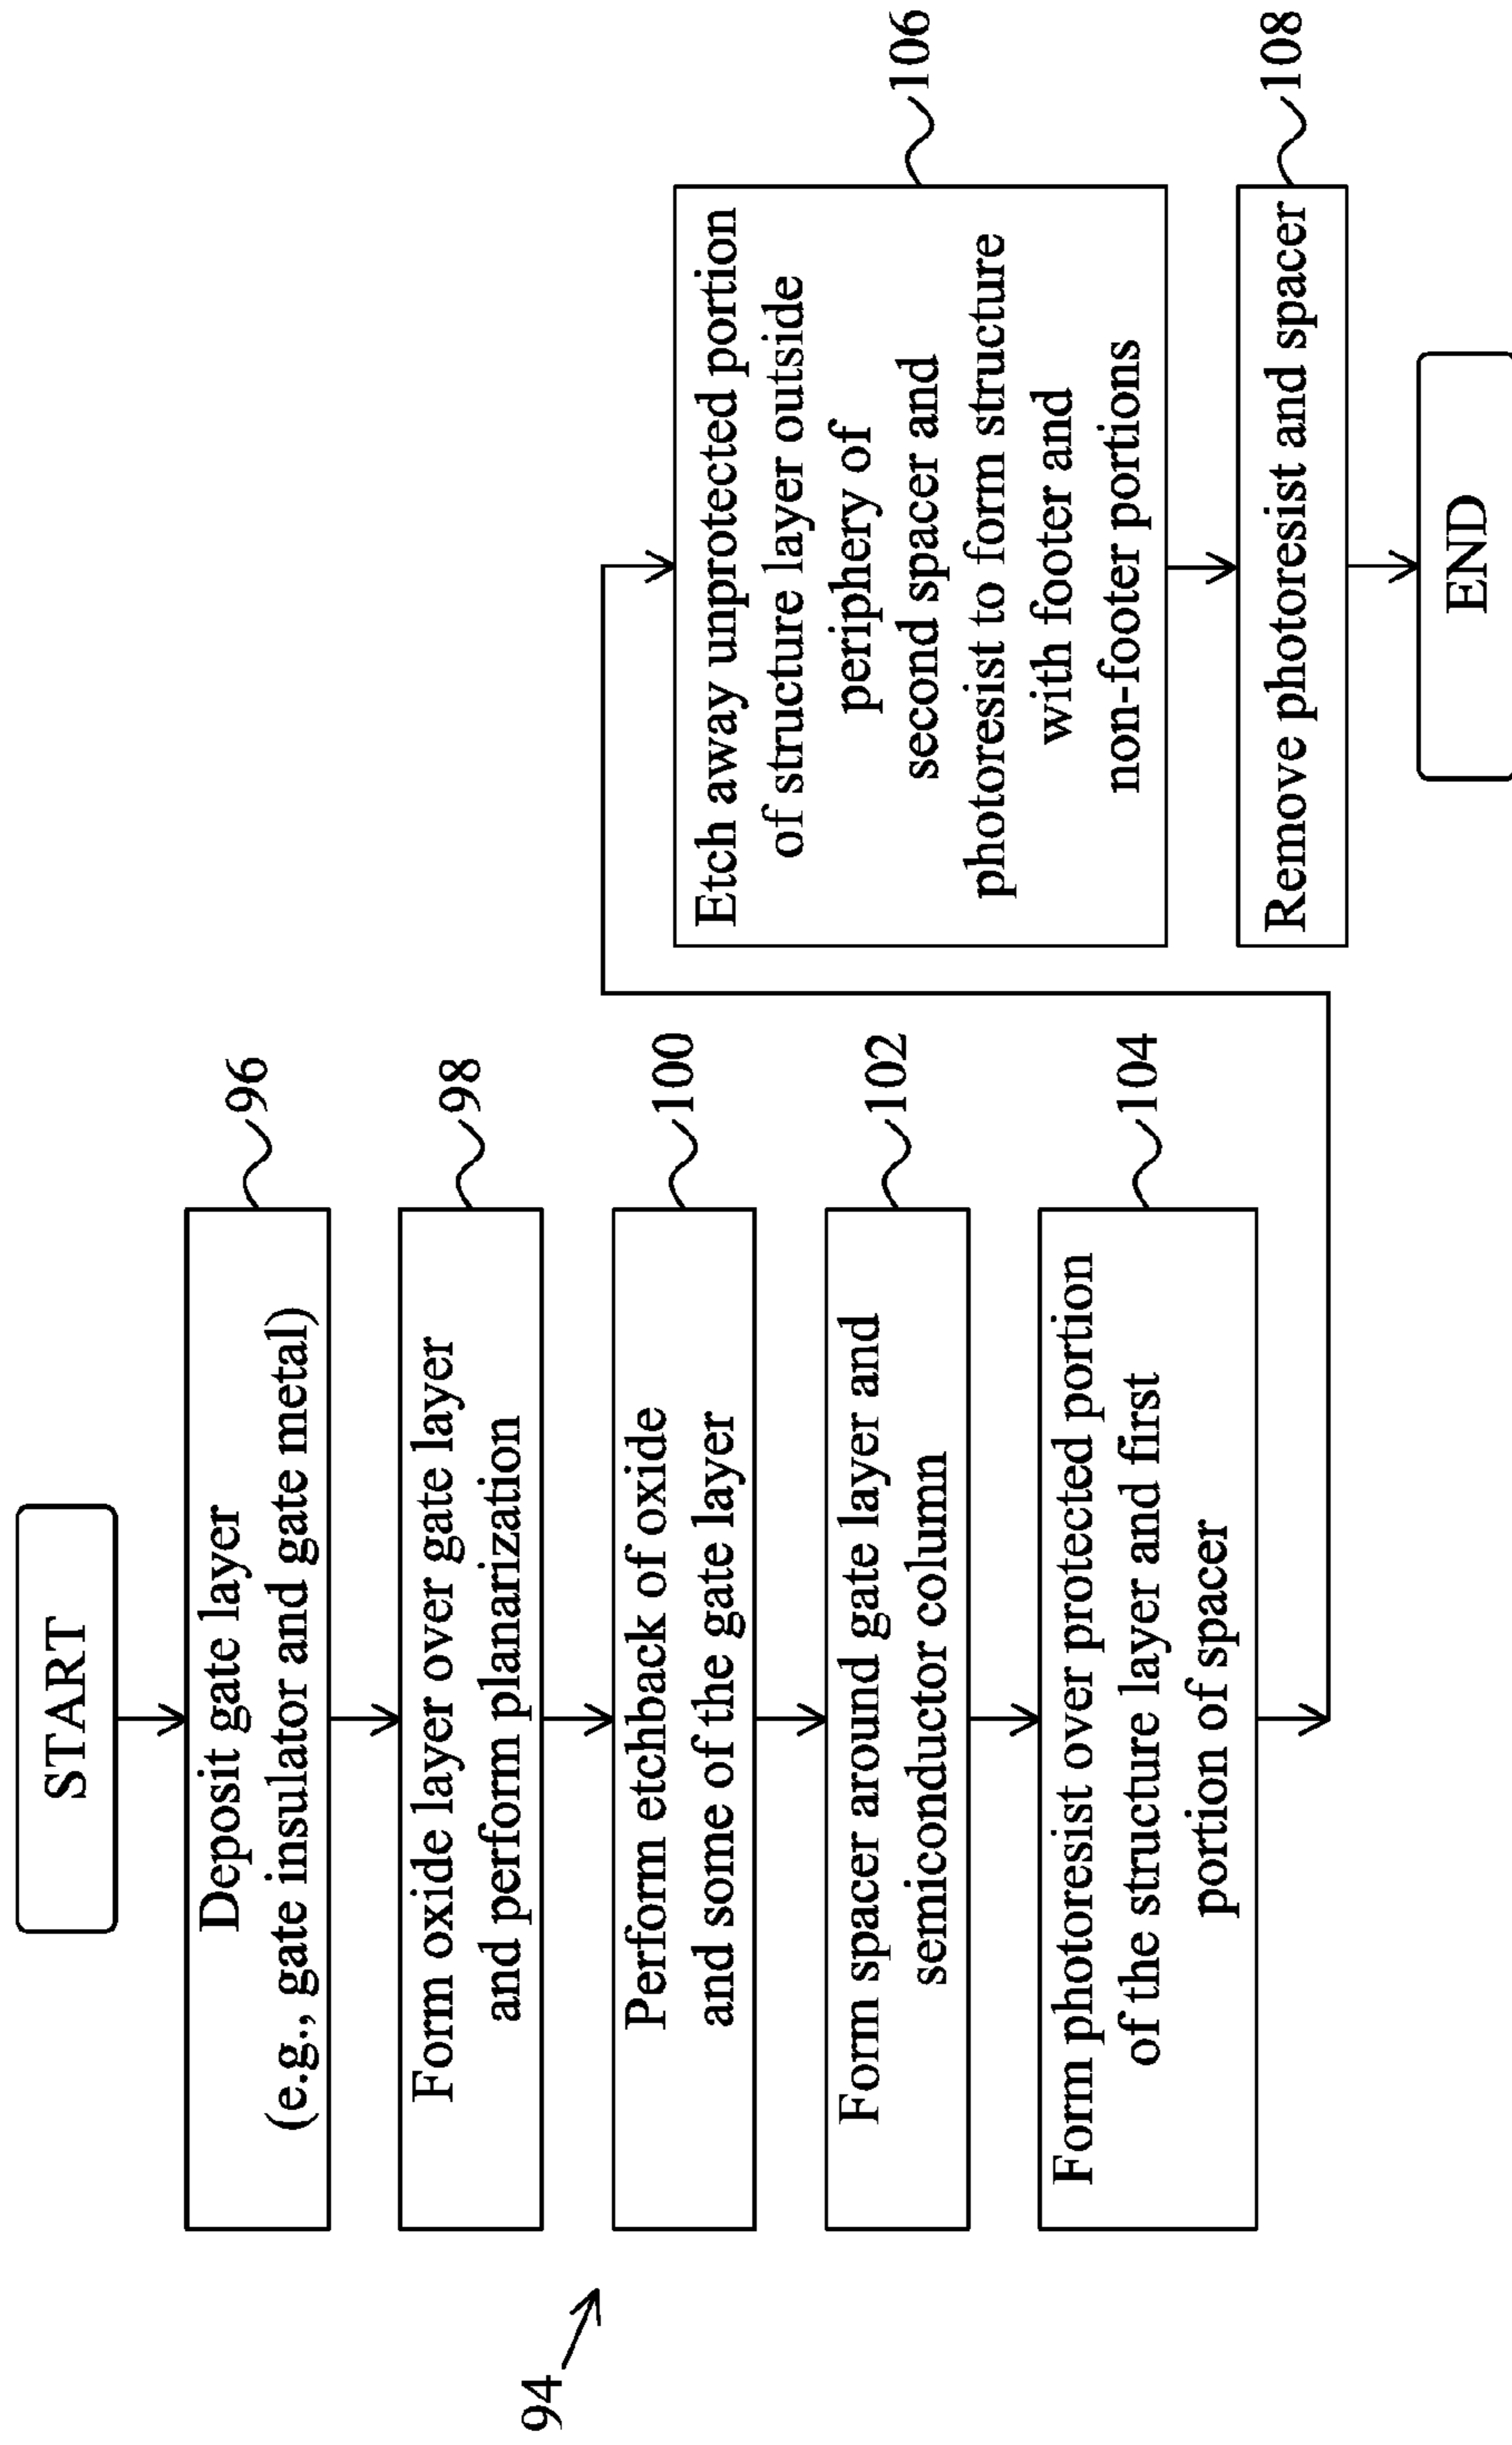 94
START
Deposit gate layer
(e.g., gate insulator and gate metal)
96
Form oxide layer over gate layer
and perform planarization
98
Perform etchback of oxide
and some of the gate layer
100
Form spacer around gate layer and
semiconductor column
102
Form photoresist over protected portion
of the structure layer and first
portion of spacer
104
Etch away unprotected portion
of structure layer outside
periphery of
second spacer and
photoresist to form structure
with footer and
non-footer portions
106
Remove photoresist and spacer
108
END